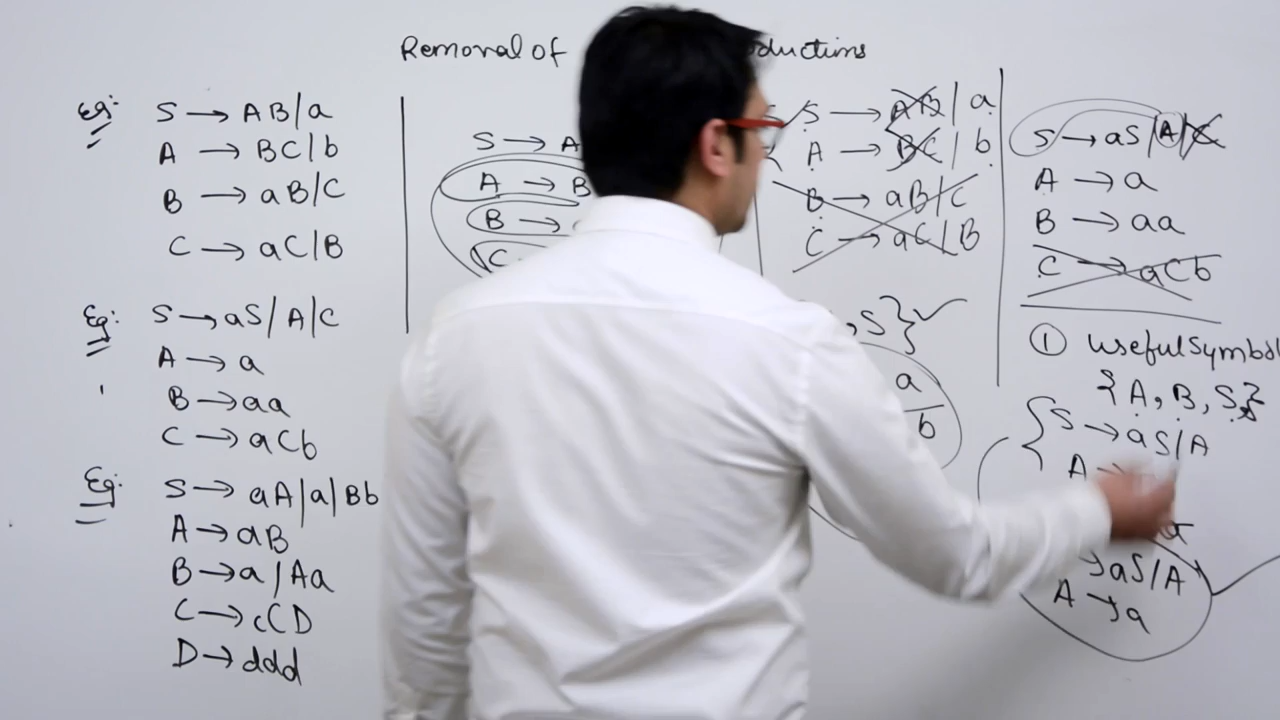 Removal of
Eg:
S → AB/a
A → BC/b
B → aB/C
C → aC/B
Eg:
S → aS/A/C
A → a
B → aa
C → aCb
Eg:
S → aA/a/Bb
A → aB
B → a/Aa
C → cCD
D → ddd
S → A
A → B
B →
C
S → AB/a
A → BC/b
B → aB/C
C → aC/B
,S}
a
b
S → aS/A/C
A → a
B → aa
C → aCb
① useful Symbol
{A, B, S}
S → aS/A
A →
→ aS/A
A → a